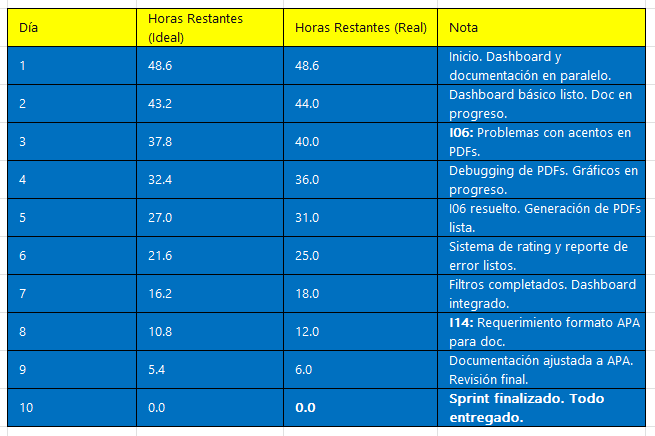 Día Horas Restantes (Ideal) Horas Restantes (Real) Nota
1 48.6 48.6 Inicio. Dashboard y documentación en paralelo.
2 43.2 44.0 Dashboard básico listo. Doc en progreso.
3 37.8 40.0 I06: Problemas con acentos en PDFs.
4 32.4 36.0 Debugging de PDFs. Gráficos en progreso.
5 27.0 31.0 I06 resuelto. Generación de PDFs lista.
6 21.6 25.0 Sistema de rating y reporte de error listos.
7 16.2 18.0 Filtros completados. Dashboard integrado.
8 10.8 12.0 I14: Requerimiento formato APA para doc.
9 5.4 6.0 Documentación ajustada a APA. Revisión final.
10 0.0 0.0 Sprint finalizado. Todo entregado.